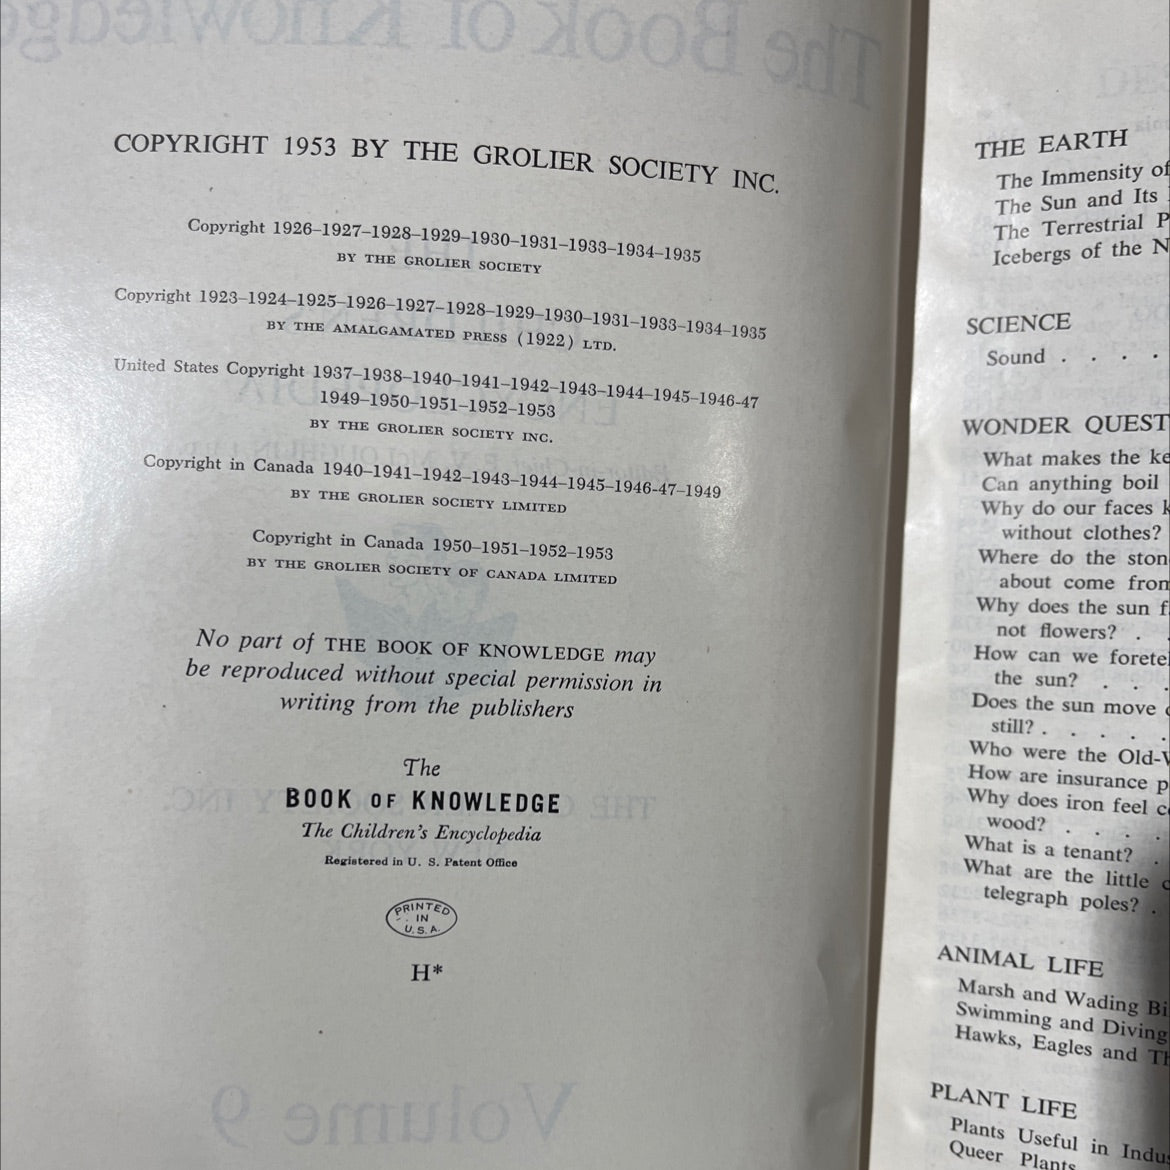 COPYRIGHT 1953 BY THE GROLIER SOCIETY INC.
Copyright 1926–1927–1928–1929–1930–1931–1933–1934–1935
BY THE GROLIER SOCIETY
Copyright 1923–1924–1925–1926–1927–1928–1929–1930–1931–1933–1934–1935
BY THE AMALGAMATED PRESS (1922) LTD.
United States Copyright 1937–1938–1940–1941–1942–1943–1944–1945–1946-47
1949–1950–1951–1952–1953
BY THE GROLIER SOCIETY INC.
Copyright in Canada 1940–1941–1942–1943–1944–1945–1946-47–1949
BY THE GROLIER SOCIETY LIMITED
Copyright in Canada 1950–1951–1952–1953
BY THE GROLIER SOCIETY OF CANADA LIMITED
No part of THE BOOK OF KNOWLEDGE may
be reproduced without special permission in
writing from the publishers
The
BOOK OF KNOWLEDGE
The Children's Encyclopedia
Registered in U. S. Patent Office
PRINTED
IN
U.S.A.
H*
THE EARTH
The Immensity of
The Sun and Its
The Terrestrial P
Icebergs of the N
SCIENCE
Sound . . . .
WONDER QUEST
What makes the ke
Can anything boil
Why do our faces k
without clothes?
Where do the ston
about come from
Why does the sun f
not flowers? .
How can we foretel
the sun? . . .
Does the sun move
still? . . . . .
Who were the Old-
How are insurance p
Why does iron feel c
wood? . . . .
What is a tenant? .
What are the little
telegraph poles? .
ANIMAL LIFE
Marsh and Wading Bi
Swimming and Diving
Hawks, Eagles and Th
PLANT LIFE
Plants Useful in Indu
Queer Plants